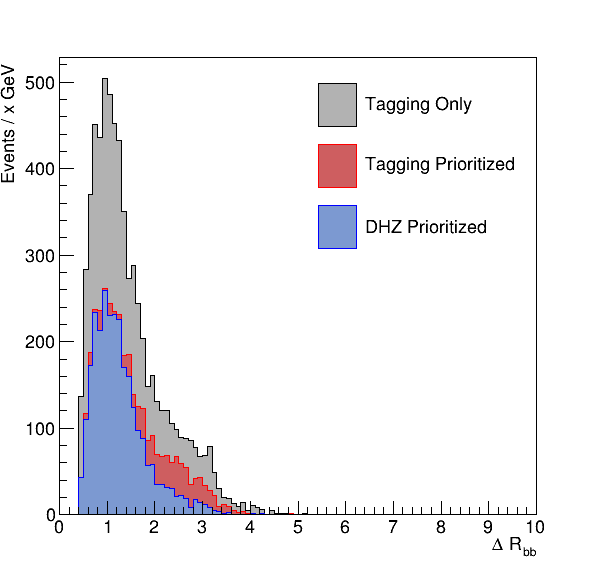 Events / x GeV
500
400
300
200
100
0
Tagging Only
Tagging Prioritized
DHZ Prioritized
0 1 2 3 4 5 6 7 8 9 10
Δ R_bb